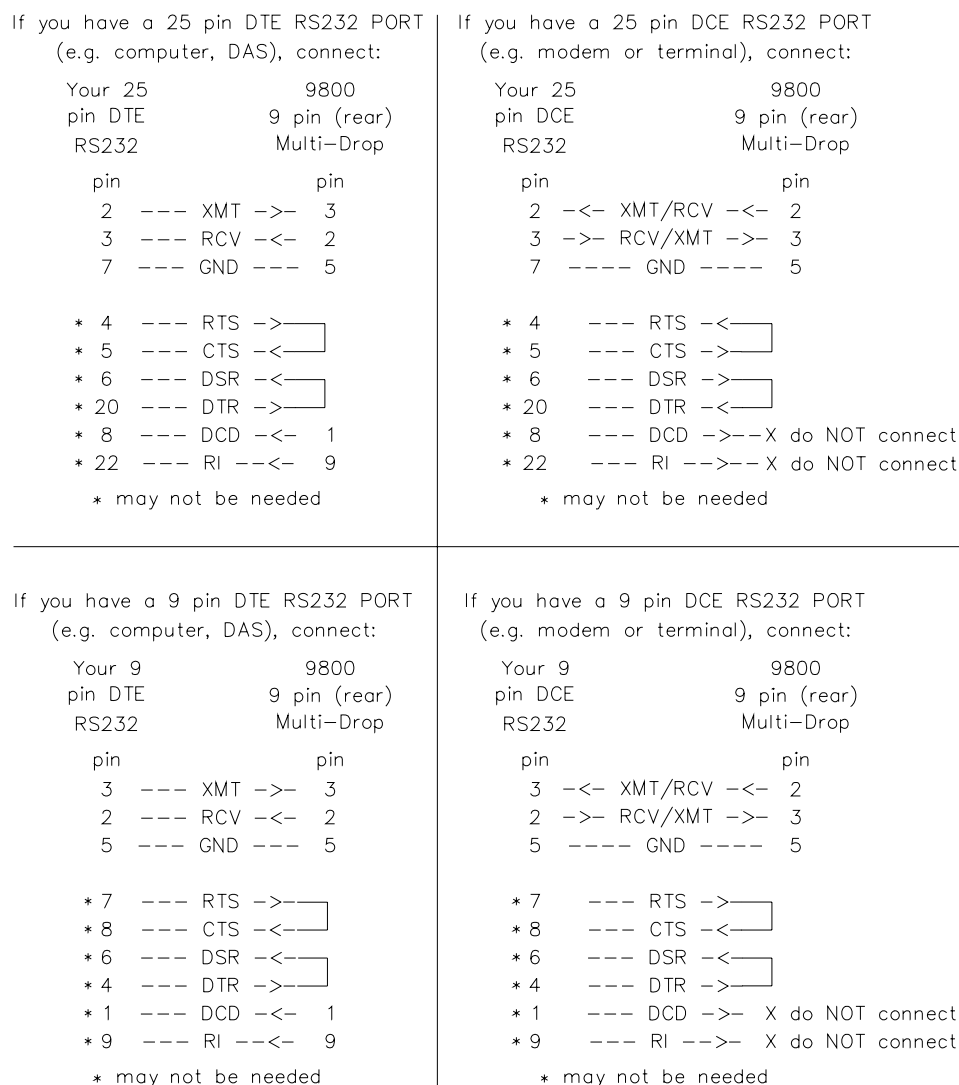 If you have a 25 pin DTE RS232 PORT
(e.g. computer, DAS), connect:
Your 25 9800
pin DTE 9 pin (rear)
RS232 Multi-Drop
pin pin
2 --- XMT ->- 3
3 --- RCV -<- 2
7 --- GND --- 5
* 4 --- RTS ->
* 5 --- CTS -<
* 6 --- DSR -<
* 20 --- DTR ->
* 8 --- DCD -<- 1
* 22 --- RI --<- 9
* may not be needed
If you have a 25 pin DCE RS232 PORT
(e.g. modem or terminal), connect:
Your 25 9800
pin DCE 9 pin (rear)
RS232 Multi-Drop
pin pin
2 -<- XMT/RCV -<- 2
3 ->- RCV/XMT ->- 3
7 ---- GND ---- 5
* 4 --- RTS -<
* 5 --- CTS ->
* 6 --- DSR ->
* 20 --- DTR -<
* 8 --- DCD ->--X do NOT connect
* 22 --- RI -->--X do NOT connect
* may not be needed
If you have a 9 pin DTE RS232 PORT
(e.g. computer, DAS), connect:
Your 9 9800
pin DTE 9 pin (rear)
RS232 Multi-Drop
pin pin
3 --- XMT ->- 3
2 --- RCV -<- 2
5 --- GND --- 5
* 7 --- RTS ->-
* 8 --- CTS -<-
* 6 --- DSR -<-
* 4 --- DTR ->-
* 1 --- DCD -<- 1
* 9 --- RI --<- 9
* may not be needed
If you have a 9 pin DCE RS232 PORT
(e.g. modem or terminal), connect:
Your 9 9800
pin DCE 9 pin (rear)
RS232 Multi-Drop
pin pin
3 -<- XMT/RCV -<- 2
2 ->- RCV/XMT ->- 3
5 ---- GND ---- 5
* 7 --- RTS ->
* 8 --- CTS -<
* 6 --- DSR -<
* 4 --- DTR ->
* 1 --- DCD ->- X do NOT connect
* 9 --- RI -->- X do NOT connect
* may not be needed